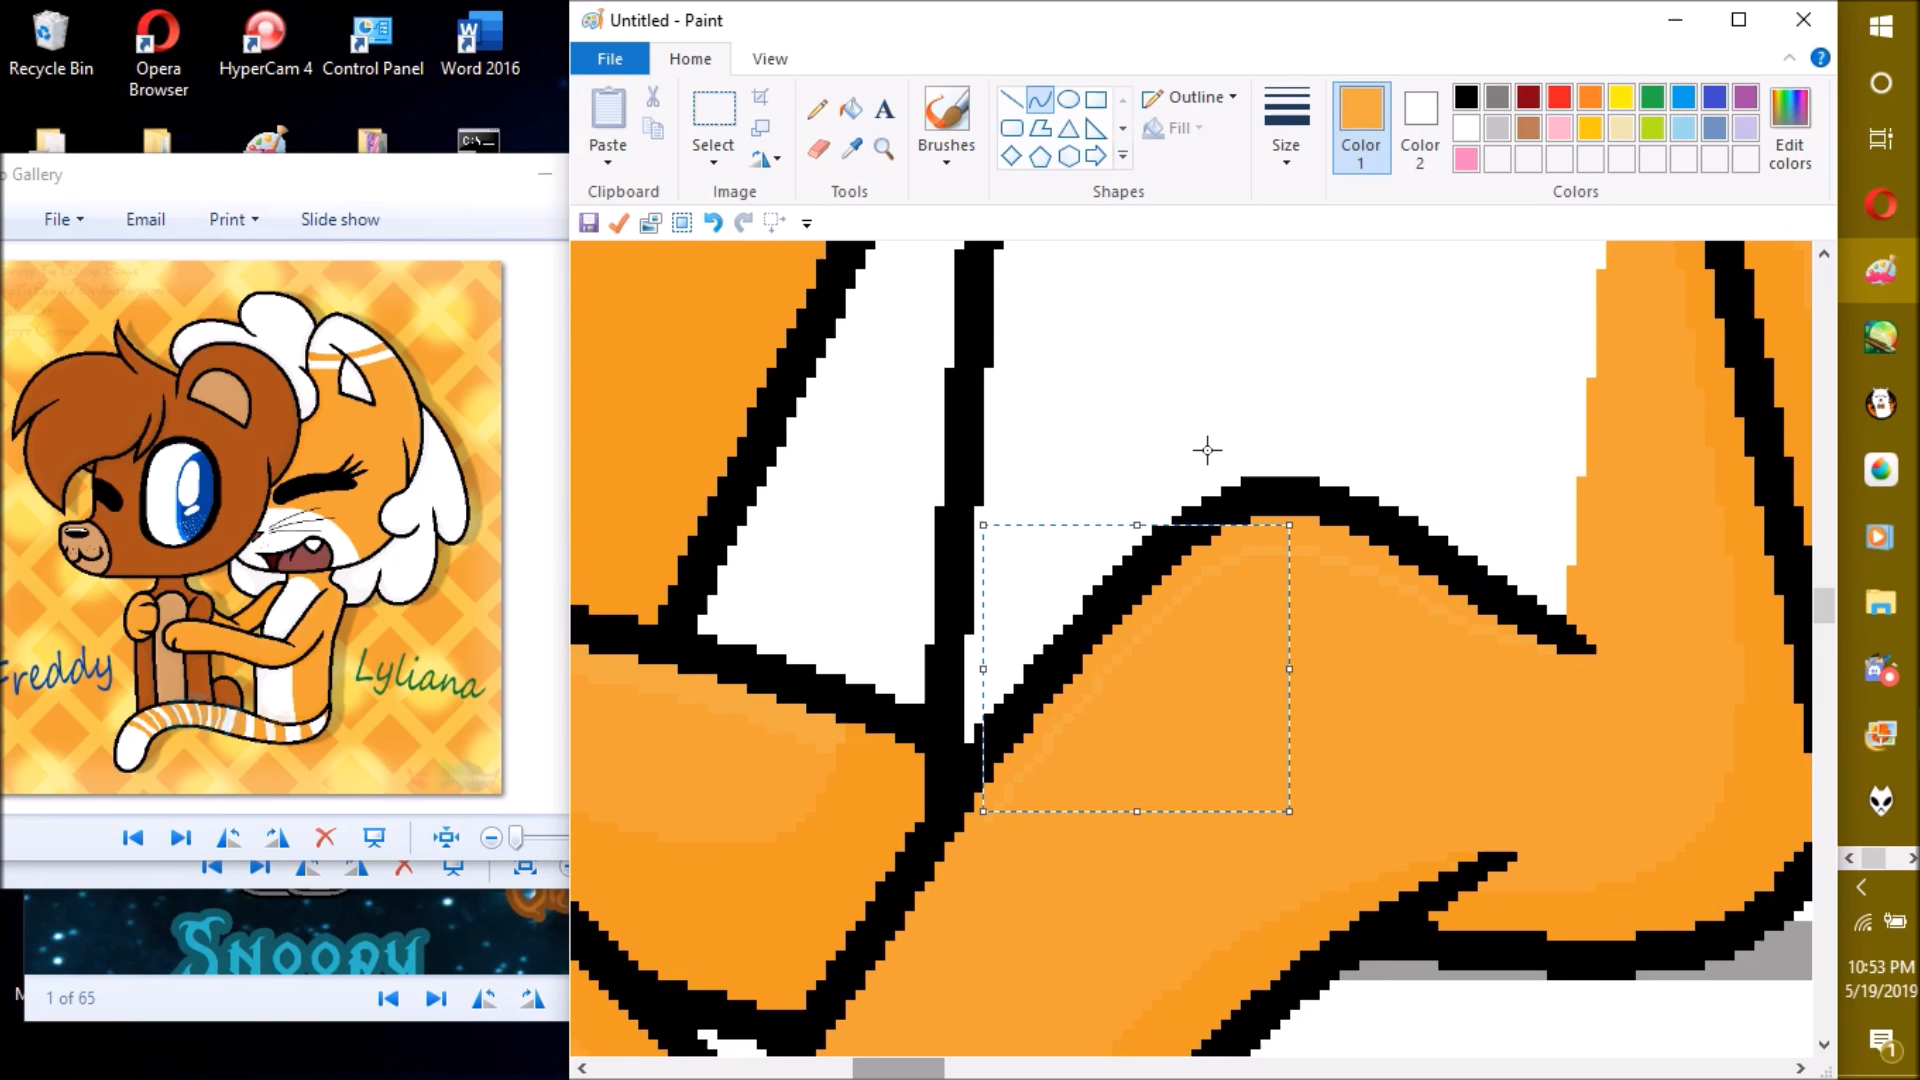 Recycle Bin
Opera
Browser
HyperCam 4
Control Panel
Word 2016
C:\
o Gallery
File
Email
Print
Slide show
Freddy
Lyliana
Snoopy
1 of 65
Untitled - Paint
File
Home
View
Paste
Select
Brushes
Outline
Fill
Size
Color
1
Color
2
Edit
colors
Clipboard
Image
Tools
Shapes
Colors
10:53 PM
5/19/2019
1